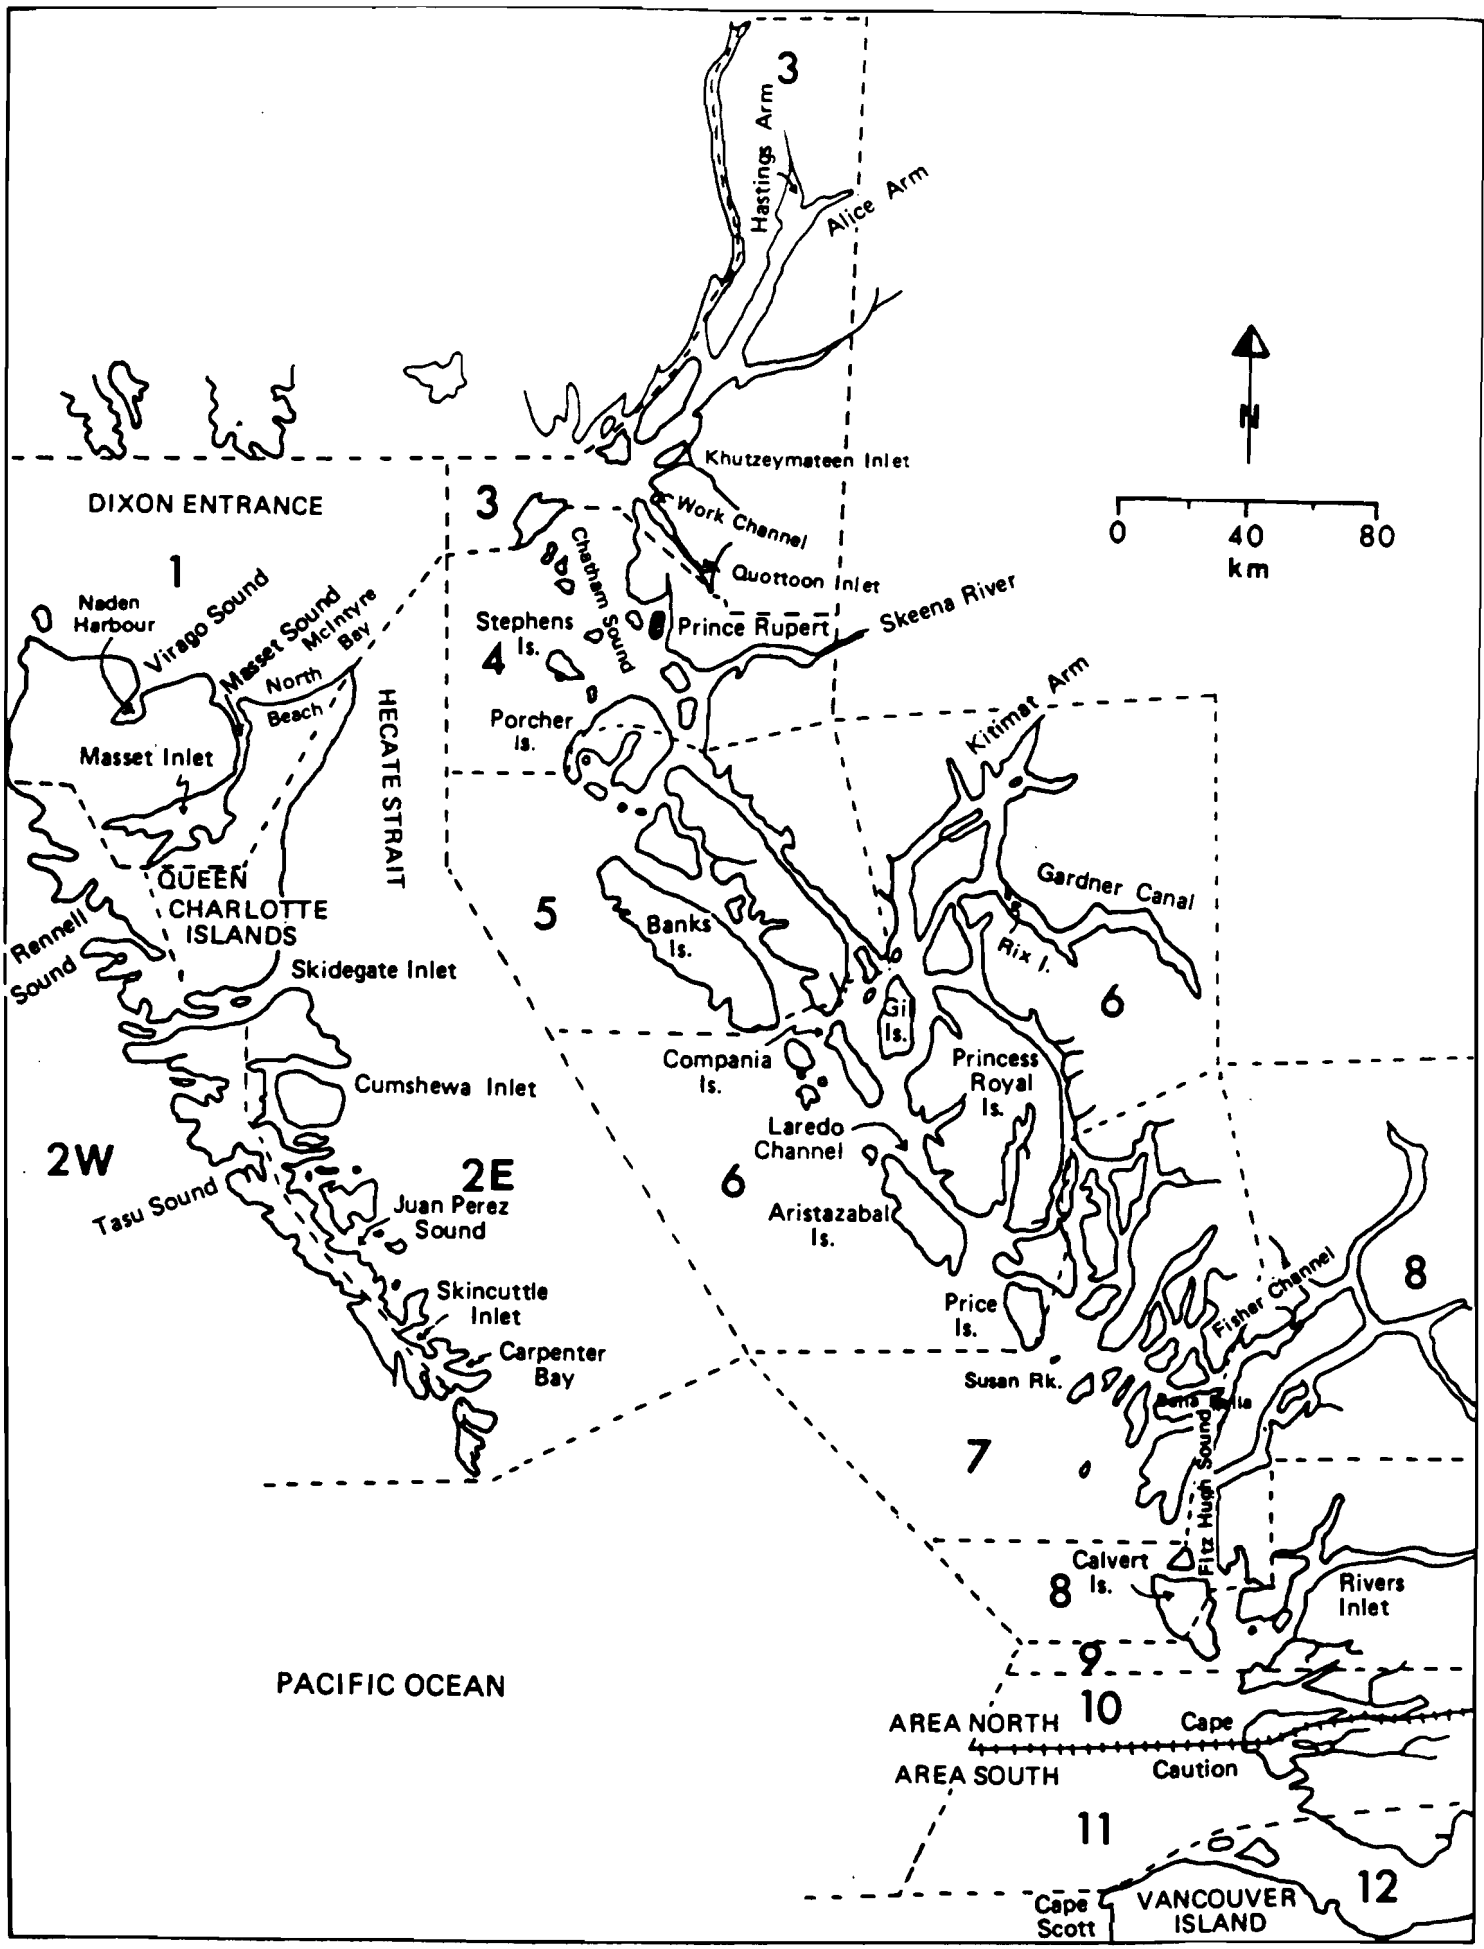 3
Hastings Arm
Alice Arm
N
Khutzeymateen Inlet
DIXON ENTRANCE
3
Work Channel
0 40 80
km
1
Chatham Sound
Quottoon Inlet
Naden
Harbour
Virago Sound
Masset Sound
McIntyre
Bay
Stephens
Is.
4
Prince Rupert
Skeena River
North
Beach
HECATE STRAIT
Porcher
Is.
Kitimat Arm
Masset Inlet
QUEEN
CHARLOTTE
ISLANDS
5
Banks
Is.
Gardner Canal
Rix I.
Rennell
Sound
Skidegate Inlet
6
Gil
Is.
Compania
Is.
Princess
Royal
Is.
Cumshewa Inlet
Laredo
Channel
2W
2E
6
Tasu Sound
Juan Perez
Sound
Aristazabal
Is.
Skincuttle
Inlet
Price
Is.
Fisher Channel
8
Carpenter
Bay
Susan Rk.
Bella Bella
7
Fitz Hugh Sound
Calvert
Is.
8
Rivers
Inlet
9
PACIFIC OCEAN
10
AREA NORTH
Cape
AREA SOUTH
Caution
11
12
Cape
Scott
VANCOUVER
ISLAND